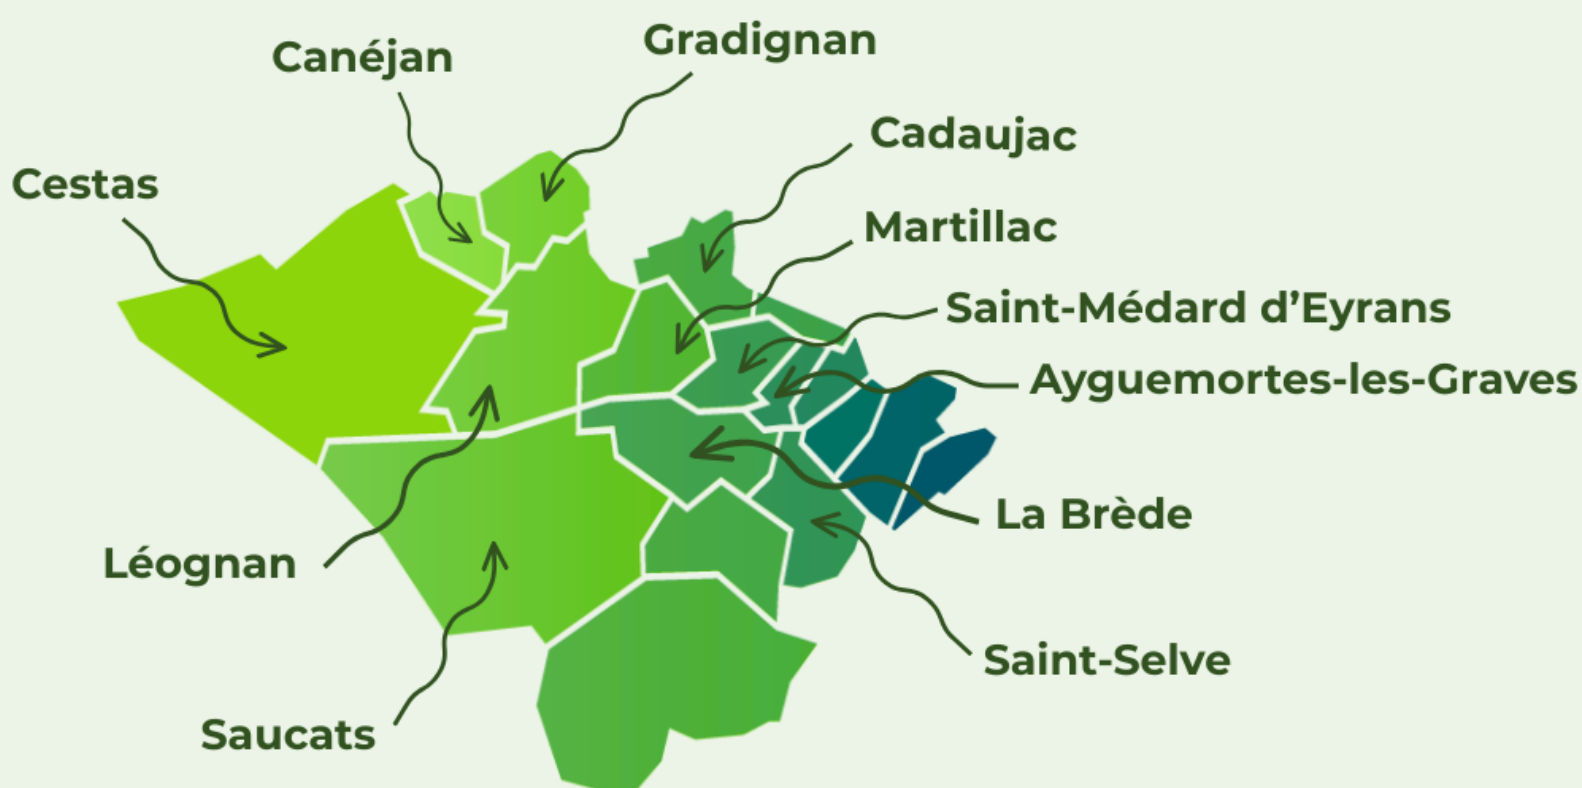 Gradignan
Canéjan
Cadaujac
Cestas
Martillac
Saint-Médard d’Eyrans
Ayguemortes-les-Graves
La Brède
Léognan
Saint-Selve
Saucats